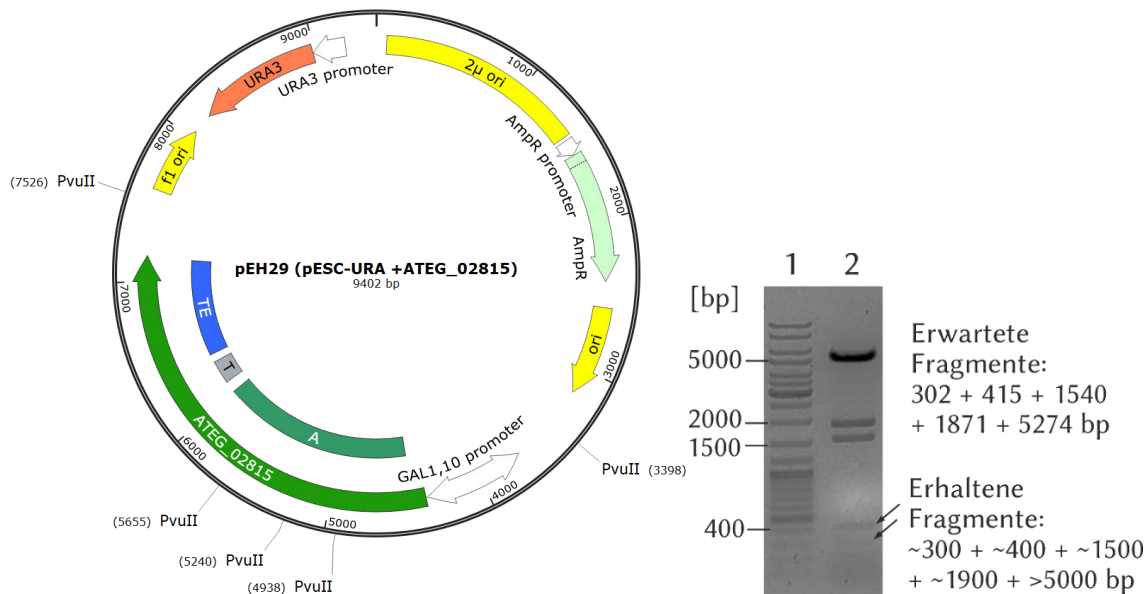 9000
URA3
URA3 promoter
8000
f1 ori
(7526) PvuII
2μ ori
1000
AmpR promoter
2000
AmpR
ori
3000
PvuII (3398)
pEH29 (pESC-URA +ATEG_02815)
9402 bp
TE
T
A
7000
ATEG_02815
6000
GAL1,10 promoter
4000
5000
(5655) PvuII
(5240) PvuII
(4938) PvuII
1 2
[bp]
5000
2000
1500
400
Erwartete
Fragmente:
302 + 415 + 1540
+ 1871 + 5274 bp
Erhaltene
Fragmente:
~300 + ~400 + ~1500
+ ~1900 + >5000 bp